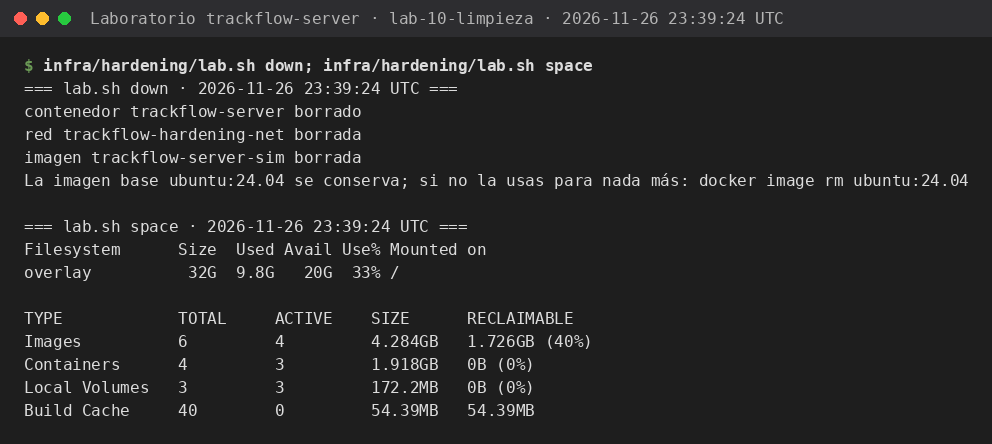 Laboratorio trackflow-server · lab-10-limpieza · 2026-11-26 23:39:24 UTC
$ infra/hardening/lab.sh down; infra/hardening/lab.sh space
=== lab.sh down · 2026-11-26 23:39:24 UTC ===
contenedor trackflow-server borrado
red trackflow-hardening-net borrada
imagen trackflow-server-sim borrada
La imagen base ubuntu:24.04 se conserva; si no la usas para nada más: docker image rm ubuntu:24.04
=== lab.sh space · 2026-11-26 23:39:24 UTC ===
Filesystem      Size  Used Avail Use% Mounted on
overlay          32G  9.8G   20G  33% /
TYPE            TOTAL     ACTIVE    SIZE      RECLAIMABLE
Images          6         4         4.284GB   1.726GB (40%)
Containers      4         3         1.918GB   0B (0%)
Local Volumes   3         3         172.2MB   0B (0%)
Build Cache     40        0         54.39MB   54.39MB